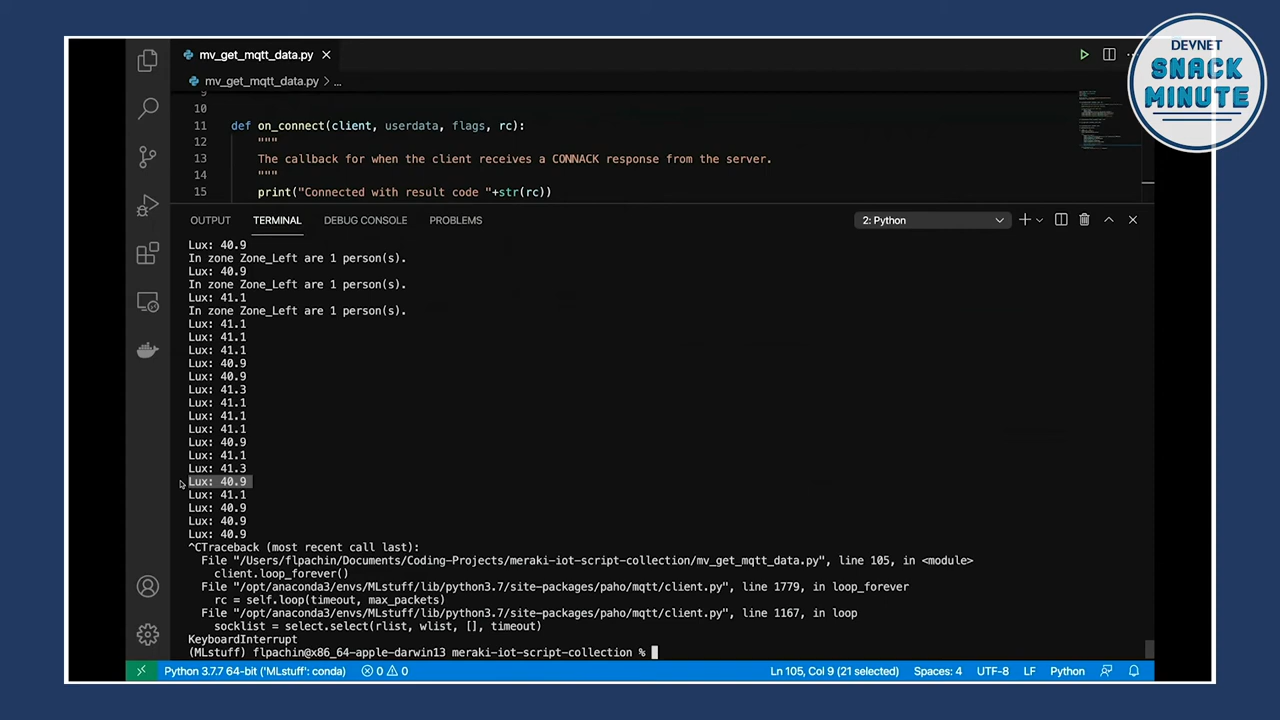 DEVNET
SNACK
MINUTE
mv_get_mqtt_data.py
mv_get_mqtt_data.py > ...
9
10
11 def on_connect(client, userdata, flags, rc):
12 """
13 The callback for when the client receives a CONNACK response from the server.
14 """
15 print("Connected with result code "+str(rc))
OUTPUT TERMINAL DEBUG CONSOLE PROBLEMS 2: Python
Lux: 40.9
In zone Zone_Left are 1 person(s).
Lux: 40.9
In zone Zone_Left are 1 person(s).
Lux: 41.1
In zone Zone_Left are 1 person(s).
Lux: 41.1
Lux: 41.1
Lux: 41.1
Lux: 40.9
Lux: 40.9
Lux: 41.3
Lux: 41.1
Lux: 41.1
Lux: 41.1
Lux: 40.9
Lux: 41.1
Lux: 41.3
Lux: 40.9
Lux: 41.1
Lux: 40.9
Lux: 40.9
Lux: 40.9
^CTraceback (most recent call last):
File "/Users/flpachin/Documents/Coding-Projects/meraki-iot-script-collection/mv_get_mqtt_data.py", line 105, in <module>
client.loop_forever()
File "/opt/anaconda3/envs/MLstuff/lib/python3.7/site-packages/paho/mqtt/client.py", line 1779, in loop_forever
rc = self.loop(timeout, max_packets)
File "/opt/anaconda3/envs/MLstuff/lib/python3.7/site-packages/paho/mqtt/client.py", line 1167, in loop
socklist = select.select(rlist, wlist, [], timeout)
KeyboardInterrupt
(MLstuff) flpachin@x86_64-apple-darwin13 meraki-iot-script-collection %
Python 3.7.7 64-bit ('MLstuff': conda) 0 0 Ln 105, Col 9 (21 selected) Spaces: 4 UTF-8 LF Python